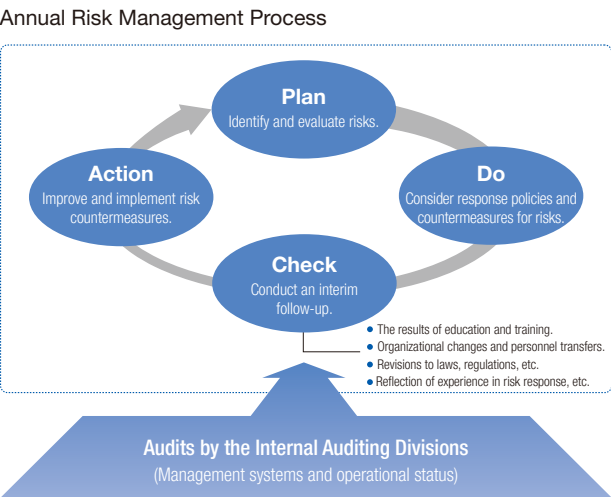 Annual Risk Management Process
Plan
Identify and evaluate risks.
Action
Improve and implement risk
countermeasures.
Do
Consider response policies and
countermeasures for risks.
Check
Conduct an interim
follow-up.
● The results of education and training.
● Organizational changes and personnel transfers.
● Revisions to laws, regulations, etc.
● Reflection of experience in risk response, etc.
Audits by the Internal Auditing Divisions
(Management systems and operational status)